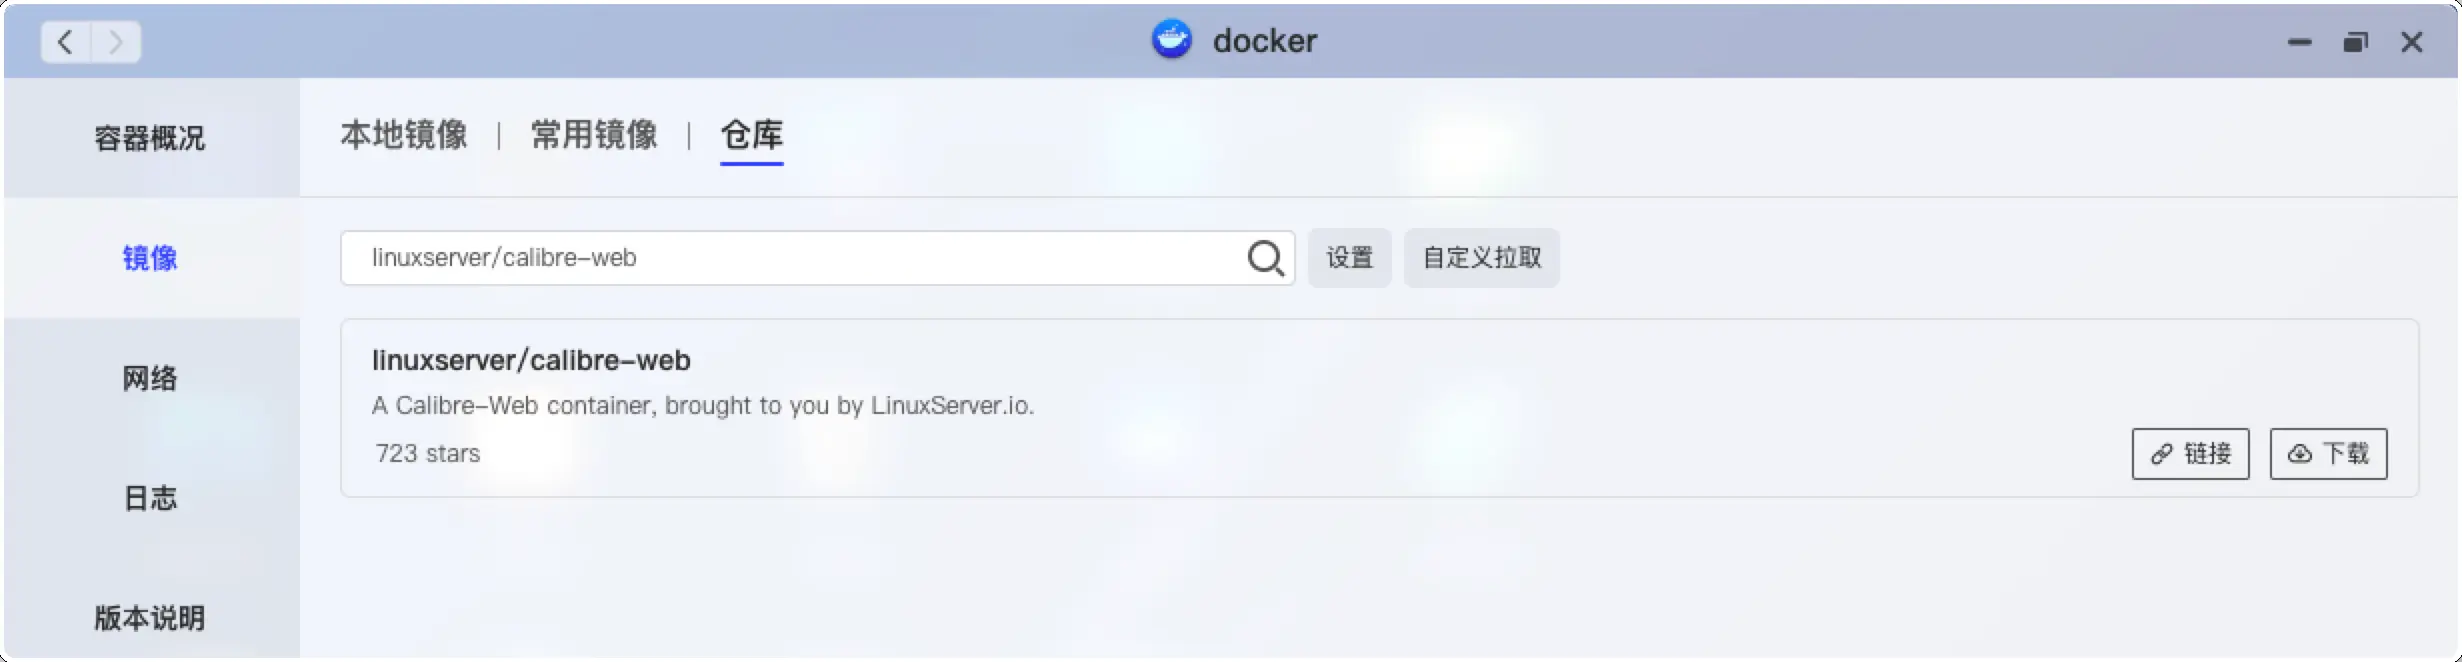 docker
容器概况
镜像
网络
日志
版本说明
本地镜像 | 常用镜像 | 仓库
linuxserver/calibre-web
设置
自定义拉取
linuxserver/calibre-web
A Calibre-Web container, brought to you by LinuxServer.io.
723 stars
链接
下载